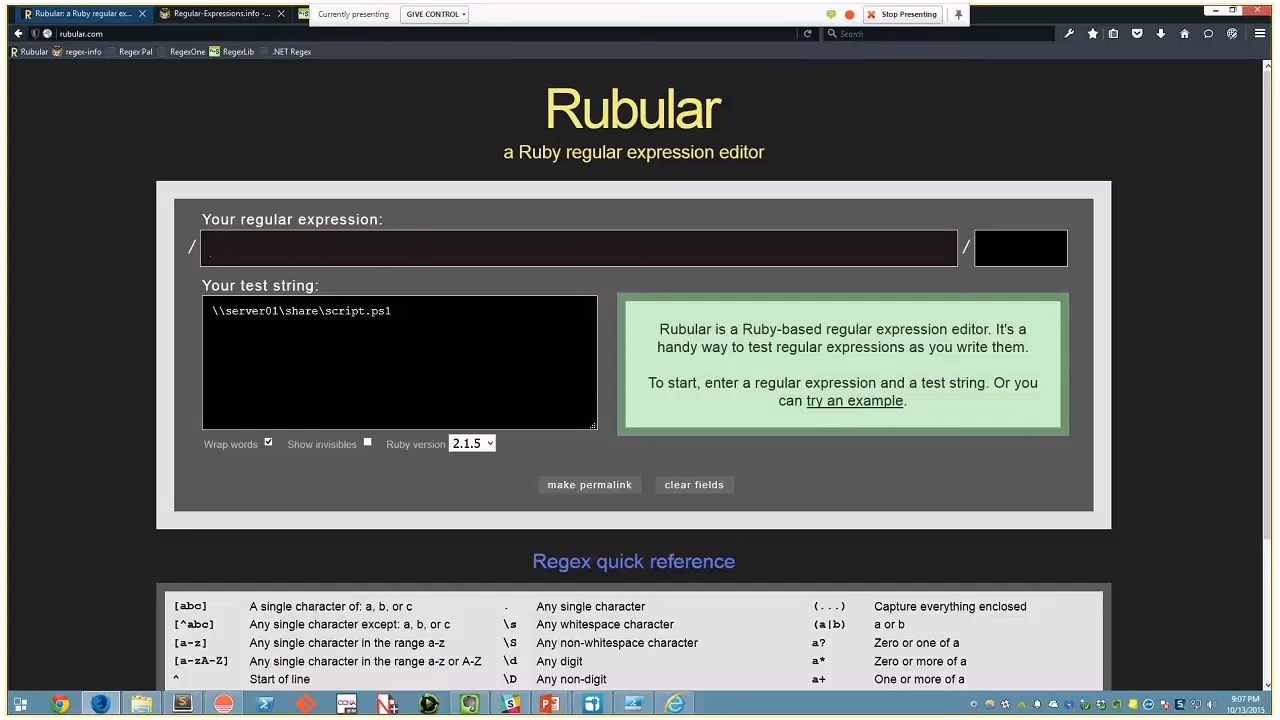 Rubular: a Ruby regular ex...
Regular-Expressions.info -...
Currently presenting
GIVE CONTROL
Stop Presenting
rubular.com
Search
Rubular
regex-info
Regex Pal
RegexOne
RegexLib
.NET Regex
Rubular
a Ruby regular expression editor
Your regular expression:
/ . /
Your test string:
\\server01\share\script.ps1
Rubular is a Ruby-based regular expression editor. It's a
handy way to test regular expressions as you write them.
To start, enter a regular expression and a test string. Or you
can try an example.
Wrap words Show invisibles Ruby version 2.1.5
make permalink clear fields
Regex quick reference
[abc] A single character of: a, b, or c . Any single character (...) Capture everything enclosed
[^abc] Any single character except: a, b, or c \s Any whitespace character (a|b) a or b
[a-z] Any single character in the range a-z \S Any non-whitespace character a? Zero or one of a
[a-zA-Z] Any single character in the range a-z or A-Z \d Any digit a* Zero or more of a
^ Start of line \D Any non-digit a+ One or more of a
9:07 PM
10/13/2015